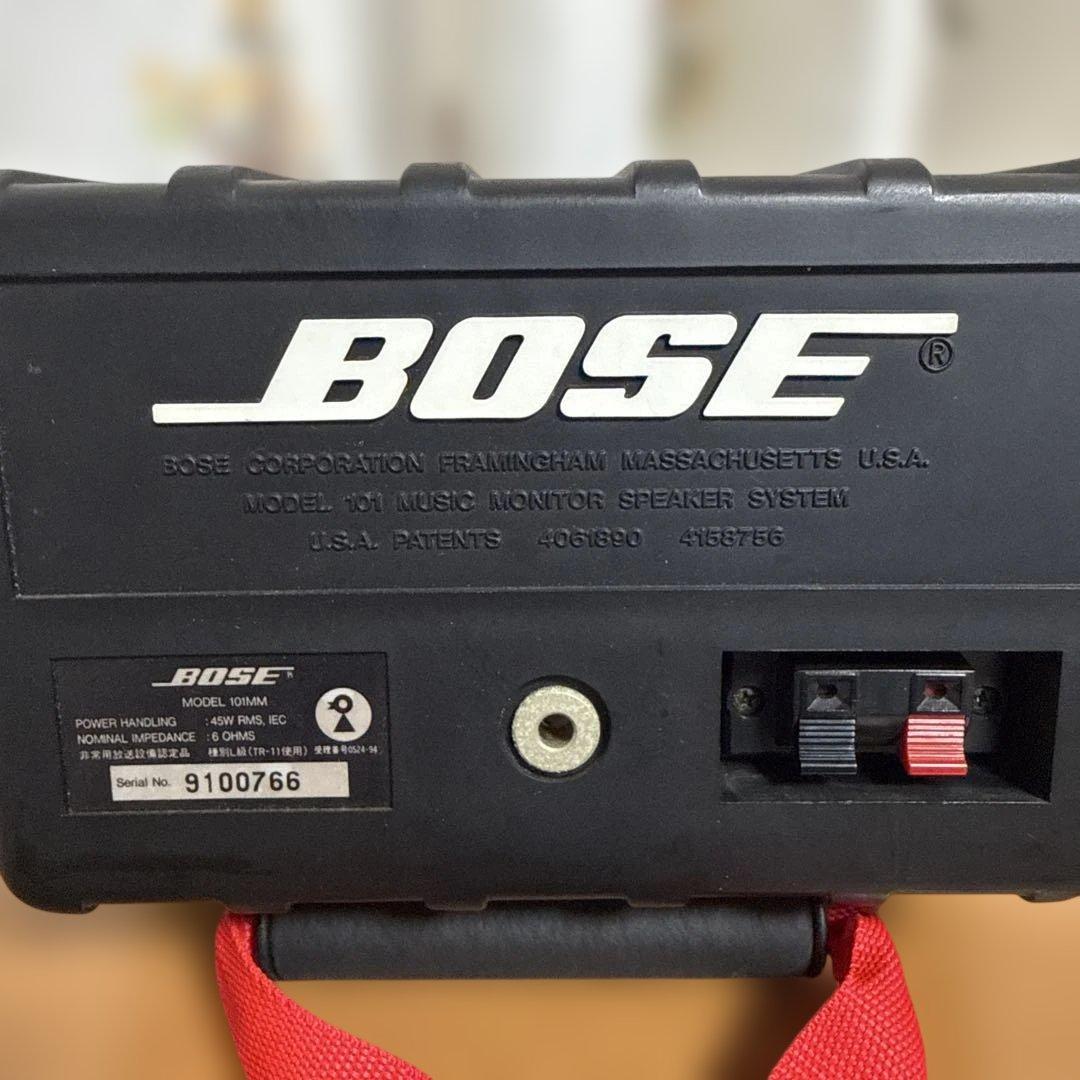 BOSE®
BOSE CORPORATION FRAMINGHAM MASSACHUSETTS U.S.A.
MODEL 101 MUSIC MONITOR SPEAKER SYSTEM
U.S.A. PATENTS 4061890 4158756
BOSE®
MODEL 101MM
POWER HANDLING : 45W RMS, IEC
NOMINAL IMPEDANCE : 6 OHMS
非常用放送設備認定品 種別L級(TR-11使用) 受理番号0524-94
Serial No. 9100766